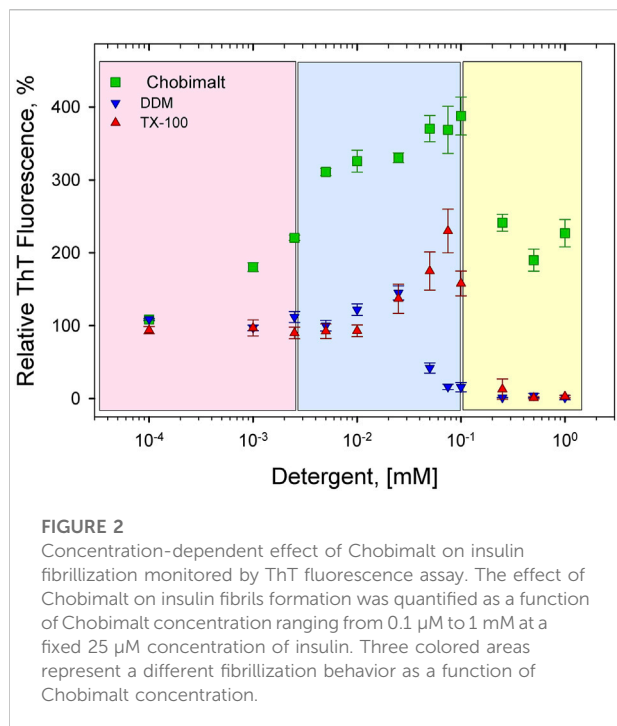 Chobimalt
DDM
TX-100
Relative ThT Fluorescence, %
400
300
200
100
0
10⁻⁴
10⁻³
10⁻²
10⁻¹
10⁰
Detergent, [mM]
FIGURE 2
Concentration-dependent effect of Chobimalt on insulin
fibrillization monitored by ThT fluorescence assay. The effect of
Chobimalt on insulin fibrils formation was quantified as a function
of Chobimalt concentration ranging from 0.1 µM to 1 mM at a
fixed 25 µM concentration of insulin. Three colored areas
represent a different fibrillization behavior as a function of
Chobimalt concentration.